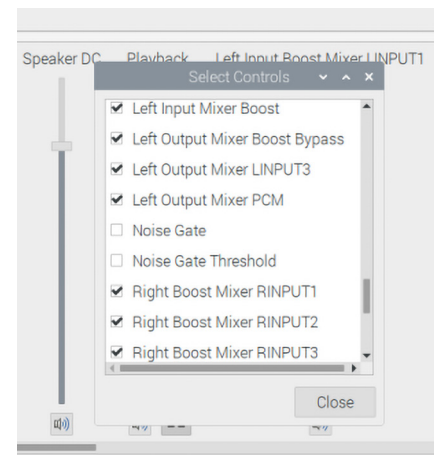 Speaker DC Playback Left Input Boost Mixer LINPUT1
Select Controls
Left Input Mixer Boost
Left Output Mixer Boost Bypass
Left Output Mixer LINPUT3
Left Output Mixer PCM
Noise Gate
Noise Gate Threshold
Right Boost Mixer RINPUT1
Right Boost Mixer RINPUT2
Right Boost Mixer RINPUT3
Close